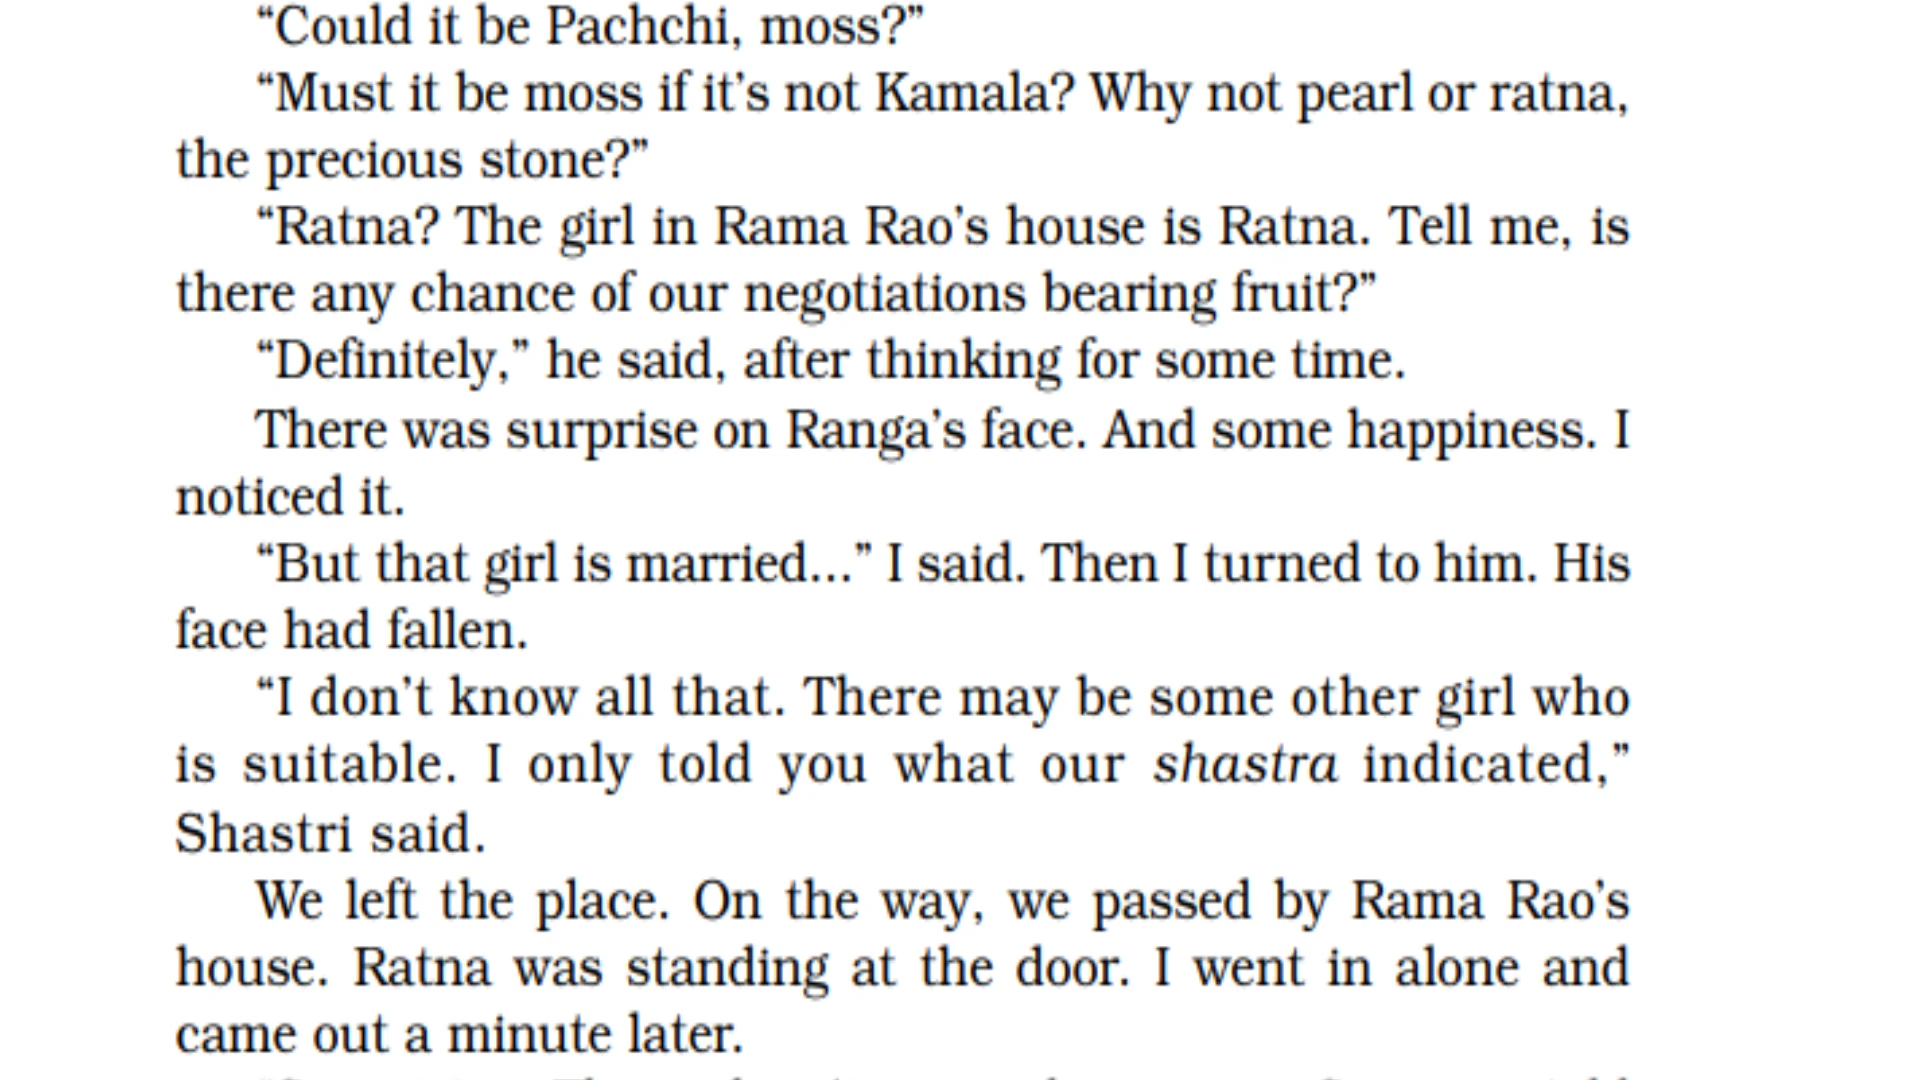 “Could it be Pachchi, moss?”
“Must it be moss if it’s not Kamala? Why not pearl or ratna,
the precious stone?”
“Ratna? The girl in Rama Rao’s house is Ratna. Tell me, is
there any chance of our negotiations bearing fruit?”
“Definitely,” he said, after thinking for some time.
There was surprise on Ranga’s face. And some happiness. I
noticed it.
“But that girl is married...” I said. Then I turned to him. His
face had fallen.
“I don’t know all that. There may be some other girl who
is suitable. I only told you what our shastra indicated,”
Shastri said.
We left the place. On the way, we passed by Rama Rao’s
house. Ratna was standing at the door. I went in alone and
came out a minute later.